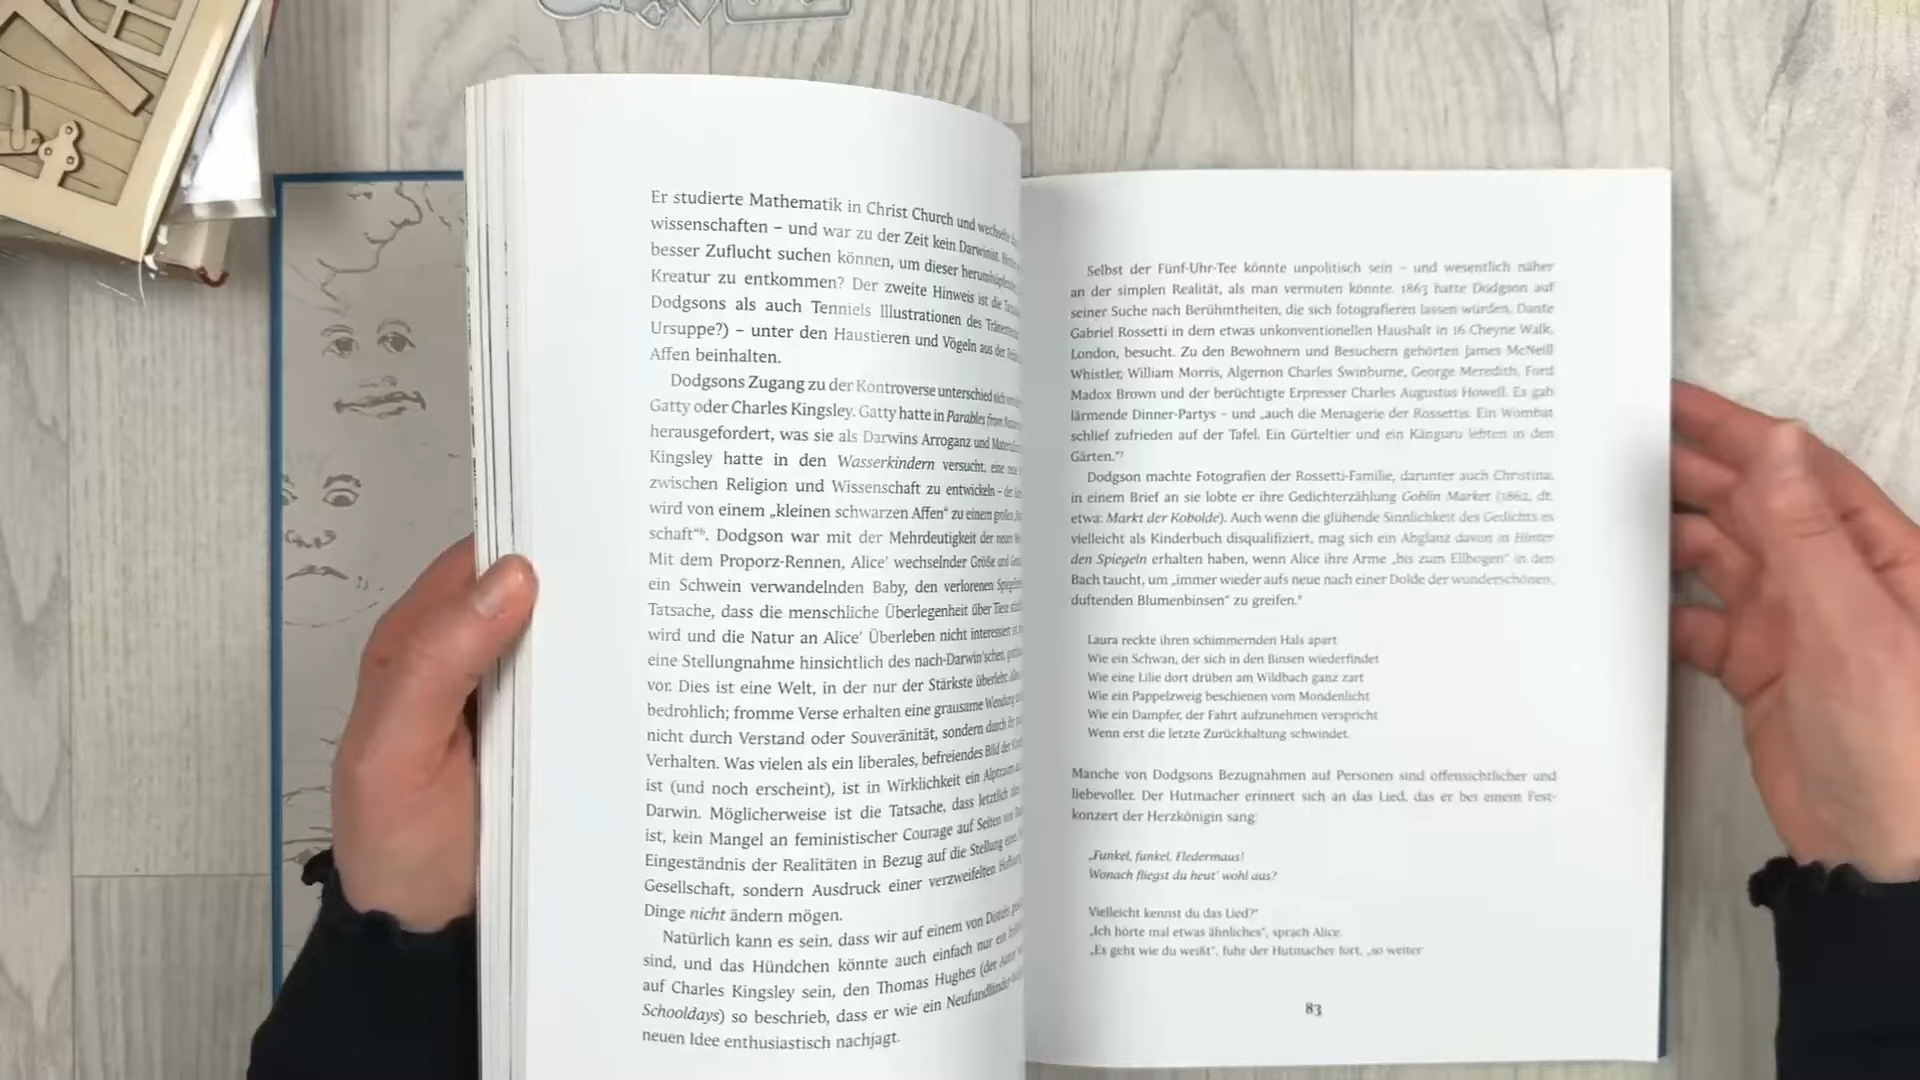 Er studierte Mathematik in Christ Church und wechselte
wissenschaften – und war zu der Zeit kein Darwinist.
besser Zuflucht suchen können, um dieser herumhüpfenden
Kreatur zu entkommen? Der zweite Hinweis ist die
Dodgsons als auch Tenniels Illustrationen des
Ursuppe?) – unter den Haustieren und Vögeln aus der
Affen beinhalten.
Dodgsons Zugang zu der Kontroverse unterschied sich
Gatty oder Charles Kingsley. Gatty hatte in Parables from
herausgefordert, was sie als Darwins Arroganz und
Kingsley hatte in den Wasserkindern versucht, eine
zwischen Religion und Wissenschaft zu entwickeln – der
wird von einem „kleinen schwarzen Affen“ zu einem großen
schaft“⁶. Dodgson war mit der Mehrdeutigkeit der
Mit dem Proporz-Rennen, Alice’ wechselnder Größe und
ein Schwein verwandelnden Baby, den verlorenen
Tatsache, dass die menschliche Überlegenheit über Tiere
wird und die Natur an Alice’ Überleben nicht interessiert ist
eine Stellungnahme hinsichtlich des nach-Darwin’schen,
vor. Dies ist eine Welt, in der nur der Stärkste überlebt.
bedrohlich; fromme Verse erhalten eine grausame Wendung
nicht durch Verstand oder Souveränität, sondern durch ihr
Verhalten. Was vielen als ein liberales, befreiendes Bild der
ist (und noch erscheint), ist in Wirklichkeit ein Alptraum
Darwin. Möglicherweise ist die Tatsache, dass letztlich
ist, kein Mangel an feministischer Courage auf Seiten von
Eingeständnis der Realitäten in Bezug auf die Stellung
Gesellschaft, sondern Ausdruck einer verzweifelten Hoffnung
Dinge nicht ändern mögen.
Natürlich kann es sein, dass wir auf einem von Disteln
sind, und das Hündchen könnte auch einfach nur ein
auf Charles Kingsley sein, den Thomas Hughes (der Autor
Schooldays) so beschrieb, dass er wie ein Neufundländer
neuen Idee enthusiastisch nachjagt.
Selbst der Fünf-Uhr-Tee könnte unpolitisch sein – und wesentlich näher
an der simplen Realität, als man vermuten könnte. 1863 hatte Dodgson auf
seiner Suche nach Berühmtheiten, die sich fotografieren lassen würden, Dante
Gabriel Rossetti in dem etwas unkonventionellen Haushalt in 16 Cheyne Walk,
London, besucht. Zu den Bewohnern und Besuchern gehörten James McNeill
Whistler, William Morris, Algernon Charles Swinburne, George Meredith, Ford
Madox Brown und der berüchtigte Erpresser Charles Augustus Howell. Es gab
lärmende Dinner-Partys – und „auch die Menagerie der Rossettis. Ein Wombat
schlief zufrieden auf der Tafel. Ein Gürteltier und ein Känguru lebten in den
Gärten.“⁷
Dodgson machte Fotografien der Rossetti-Familie, darunter auch Christina;
in einem Brief an sie lobte er ihre Gedichterzählung Goblin Market (1862, dt.
etwa: Markt der Kobolde). Auch wenn die glühende Sinnlichkeit des Gedichts es
vielleicht als Kinderbuch disqualifiziert, mag sich ein Abglanz davon in Hinter
den Spiegeln erhalten haben, wenn Alice ihre Arme „bis zum Ellbogen“ in den
Bach taucht, um „immer wieder aufs neue nach einer Dolde der wunderschönen,
duftenden Blumenbinsen“ zu greifen.⁸
Laura reckte ihren schimmernden Hals apart
Wie ein Schwan, der sich in den Binsen wiederfindet
Wie eine Lilie dort drüben am Wildbach ganz zart
Wie ein Pappelzweig beschienen vom Mondenlicht
Wie ein Dampfer, der Fahrt aufzunehmen verspricht
Wenn erst die letzte Zurückhaltung schwindet.
Manche von Dodgsons Bezugnahmen auf Personen sind offensichtlicher und
liebevoller. Der Hutmacher erinnert sich an das Lied, das er bei einem Fest-
konzert der Herzkönigin sang:
„Funkel, funkel, Fledermaus!
Wonach fliegst du heut’ wohl aus?
Vielleicht kennst du das Lied?“
„Ich hörte mal etwas ähnliches“, sprach Alice.
„Es geht wie du weißt“, fuhr der Hutmacher fort, „so weiter
83